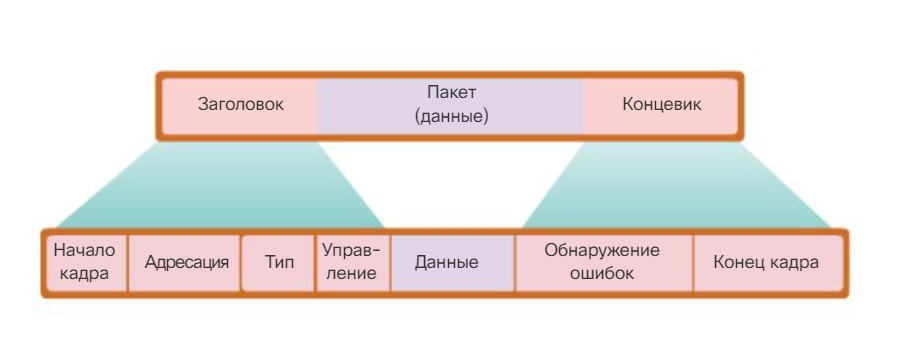 Заголовок
Пакет
(данные)
Концевик
Начало
кадра
Адресация
Тип
Управ-
ление
Данные
Обнаружение
ошибок
Конец кадра